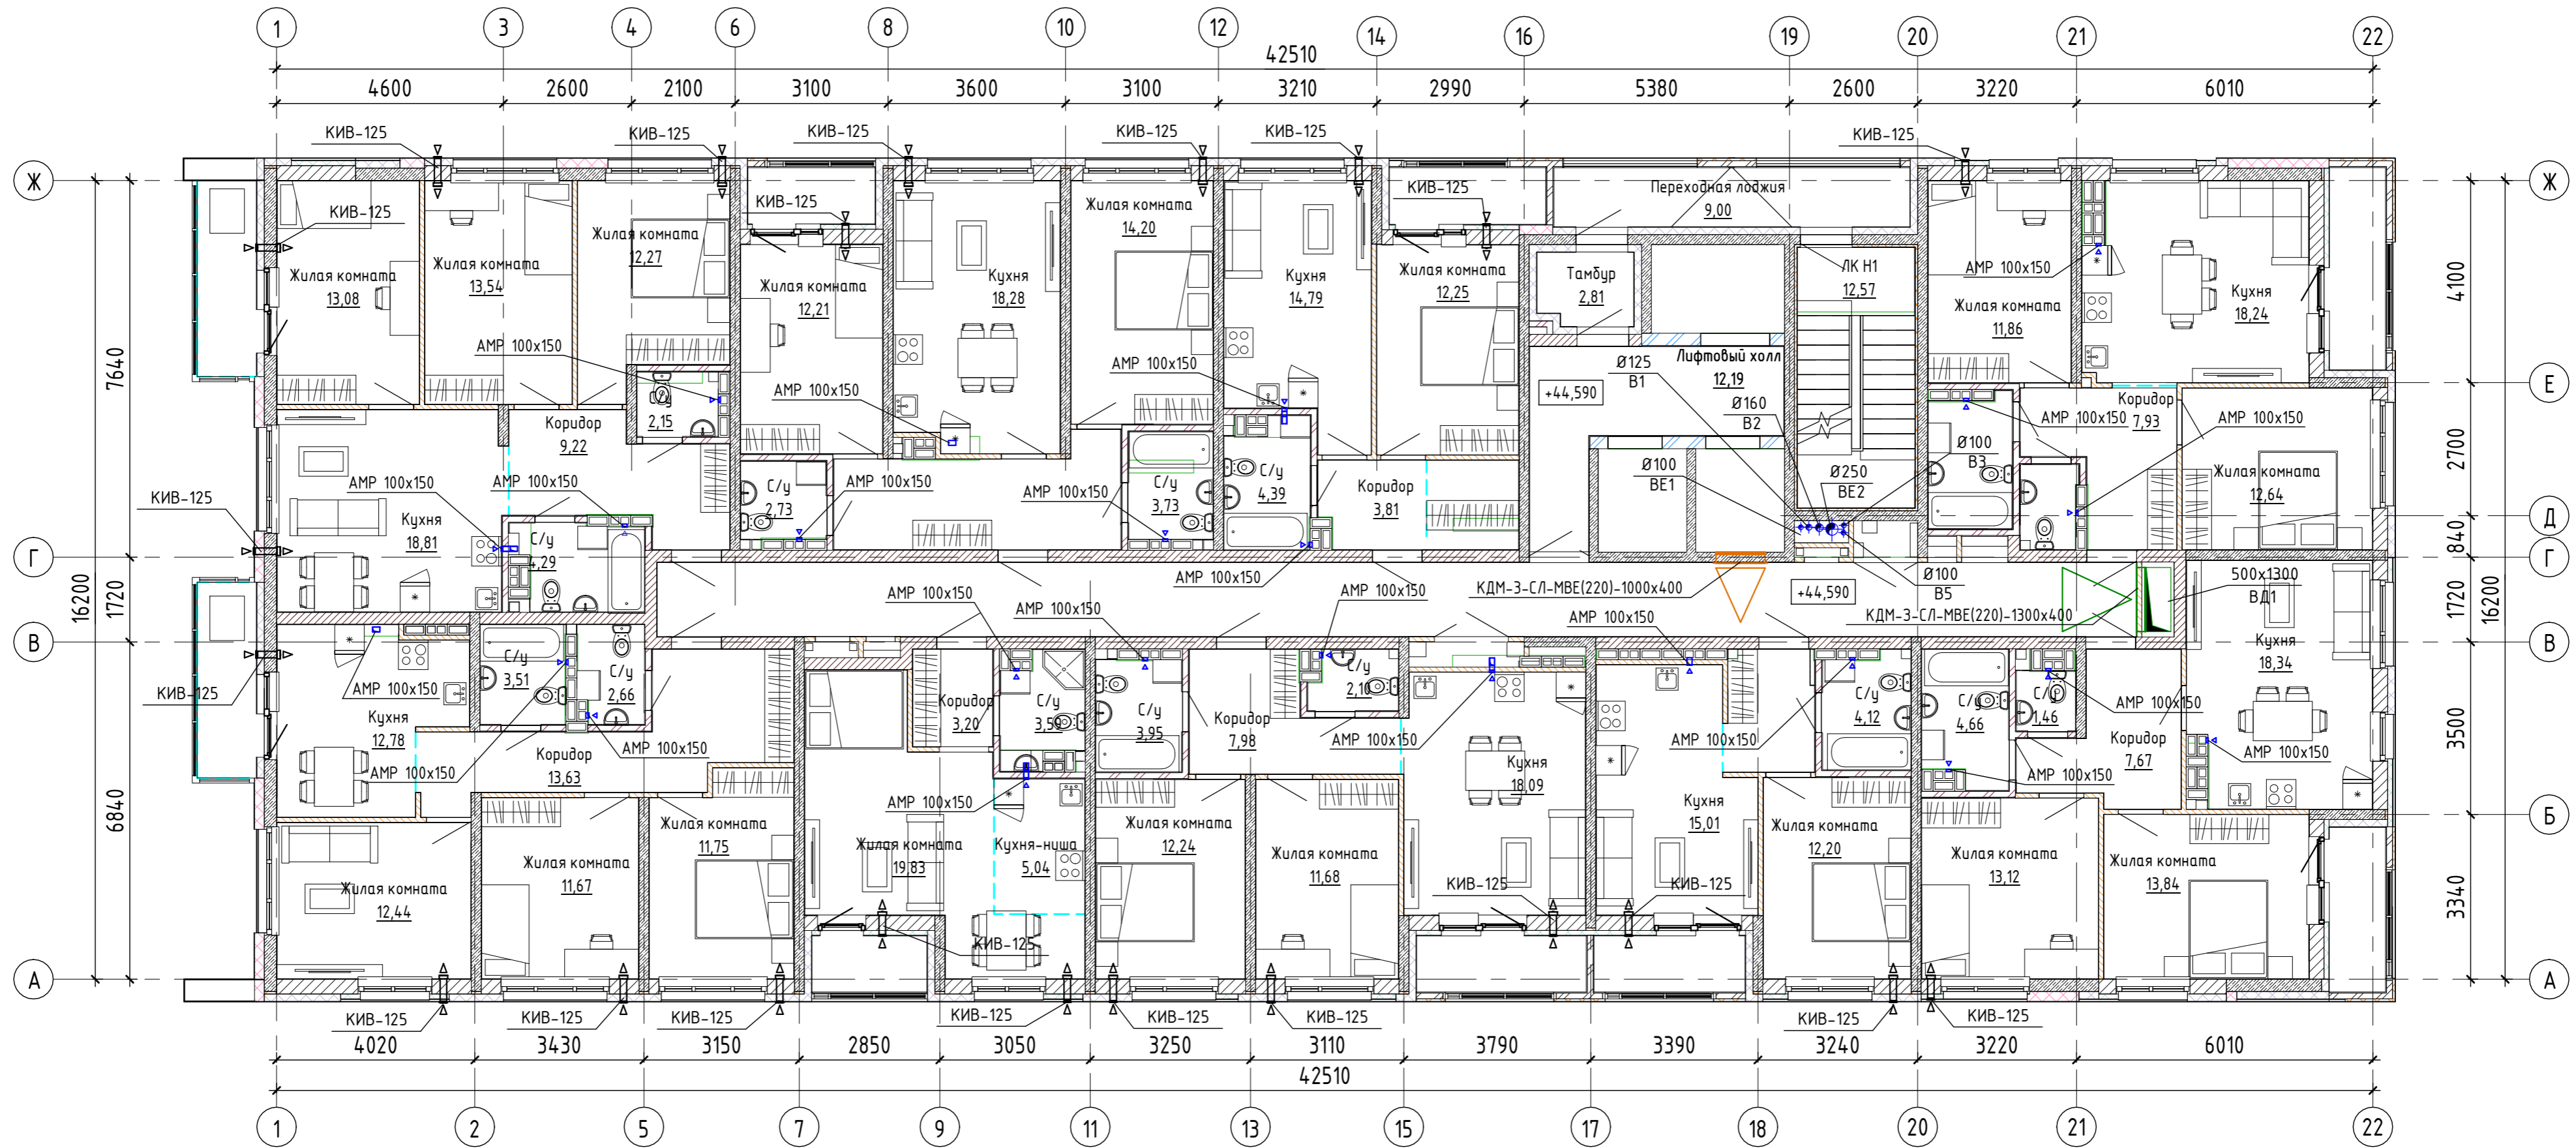 1 3 4 6 8 10 12 14 16 19 20 21 22
42510
4600 2600 2100 3100 3600 3100 3210 2990 5380 2600 3220 6010
КИВ-125 КИВ-125 КИВ-125 КИВ-125 КИВ-125 КИВ-125 КИВ-125
Ж Ж
КИВ-125 КИВ-125 КИВ-125
Переходная лоджия
9,00
Жилая комната
13,08
Жилая комната
13,54
Жилая комната
12,27
Жилая комната
12,21
Кухня
18,28
Жилая комната
14,20
Кухня
14,79
Жилая комната
12,25
Тамбур
2,81
ЛК Н1
12,57
Жилая комната
11,86
АМР 100х150
Кухня
18,24
4100
7640
АМР 100х150
АМР 100х150
АМР 100х150
Ø125
В1
Лифтовый холл
12,19
+44,590
Ø160
В2
Е
С/у
2,15
Коридор
9,22
АМР 100х150
Коридор
7,93
АМР 100х150
Ø100
В3
2700
КИВ-125
АМР 100х150
АМР 100х150
С/у
2,73
АМР 100х150
АМР 100х150
С/у
3,73
С/у
4,39
Коридор
3,81
Ø100
ВЕ1
Ø250
ВЕ2
Жилая комната
12,64
Кухня
18,81
С/у
4,29
Д
840
Г Г
16200
1720
АМР 100х150
АМР 100х150
АМР 100х150
АМР 100х150
КДМ-3-СЛ-МВЕ(220)-1000х400
АМР 100х150
+44,590
Ø100
В5
КДМ-3-СЛ-МВЕ(220)-1300х400
500х1300
ВД1
1720
16200
В В
КИВ-125
АМР 100х150
С/у
3,51
С/у
2,66
Кухня
12,78
АМР 100х150
АМР 100х150
Коридор
13,63
Коридор
3,20
С/у
3,59
С/у
3,95
Коридор
7,98
С/у
2,10
АМР 100х150
АМР 100х150
С/у
4,12
С/у
4,66
С/у
1,46
АМР 100х150
Коридор
7,67
АМР 100х150
АМР 100х150
Кухня
18,34
3500
6840
АМР 100х150
Кухня
18,09
Кухня
15,01
Б
Жилая комната
12,44
Жилая комната
11,67
Жилая комната
11,75
Жилая комната
19,83
Кухня-ниша
5,04
Жилая комната
12,24
Жилая комната
11,68
Жилая комната
12,20
Жилая комната
13,12
Жилая комната
13,84
3340
КИВ-125
КИВ-125 КИВ-125
А А
КИВ-125 КИВ-125 КИВ-125 КИВ-125 КИВ-125 КИВ-125 КИВ-125 КИВ-125
4020 3430 3150 2850 3050 3250 3110 3790 3390 3240 3220 6010
42510
1 2 5 7 9 11 13 15 17 18 20 21 22